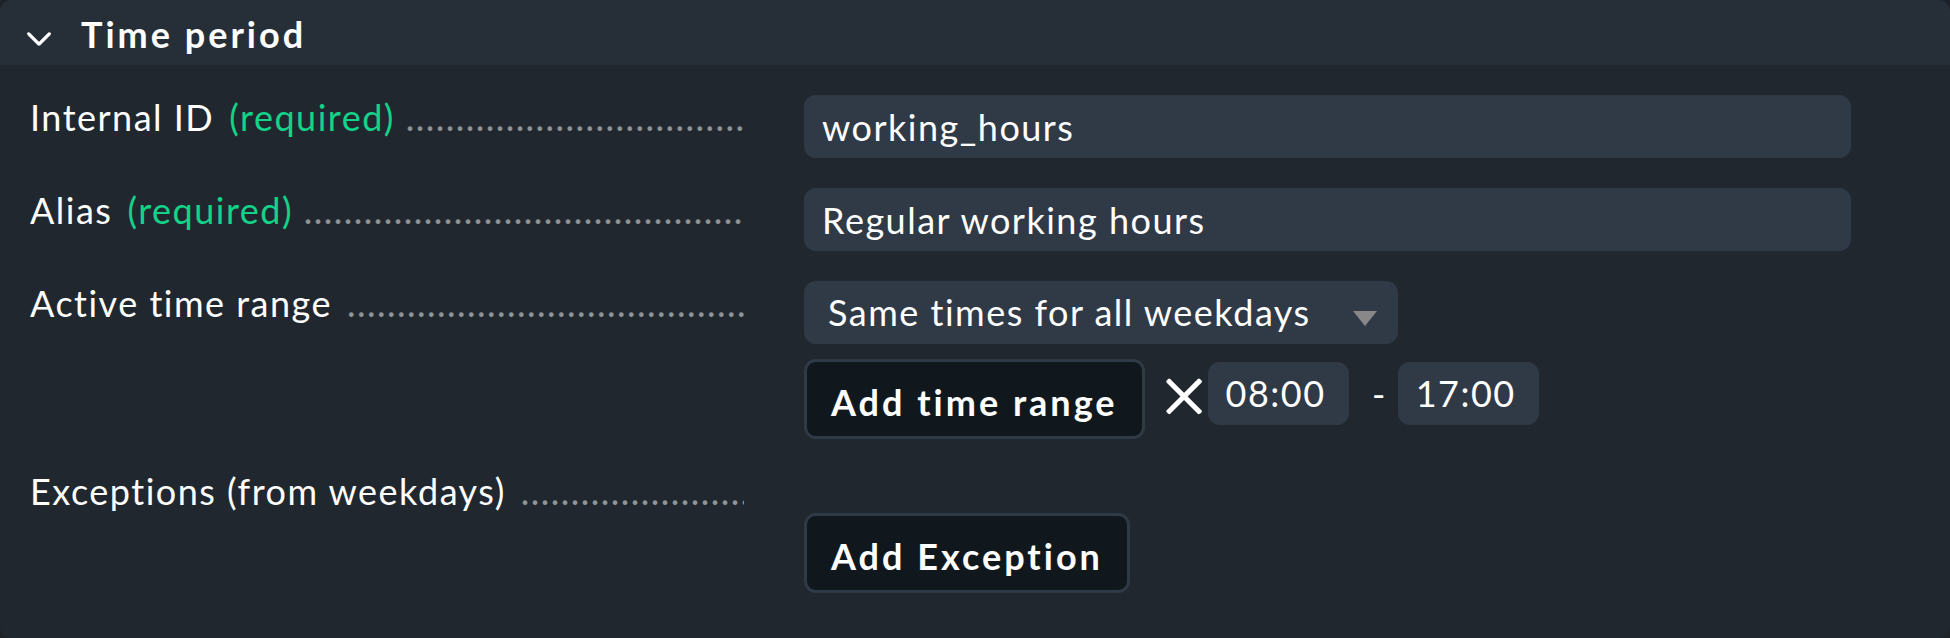 Time period
Internal ID (required) working_hours
Alias (required) Regular working hours
Active time range Same times for all weekdays
Add time range 08:00 - 17:00
Exceptions (from weekdays)
Add Exception